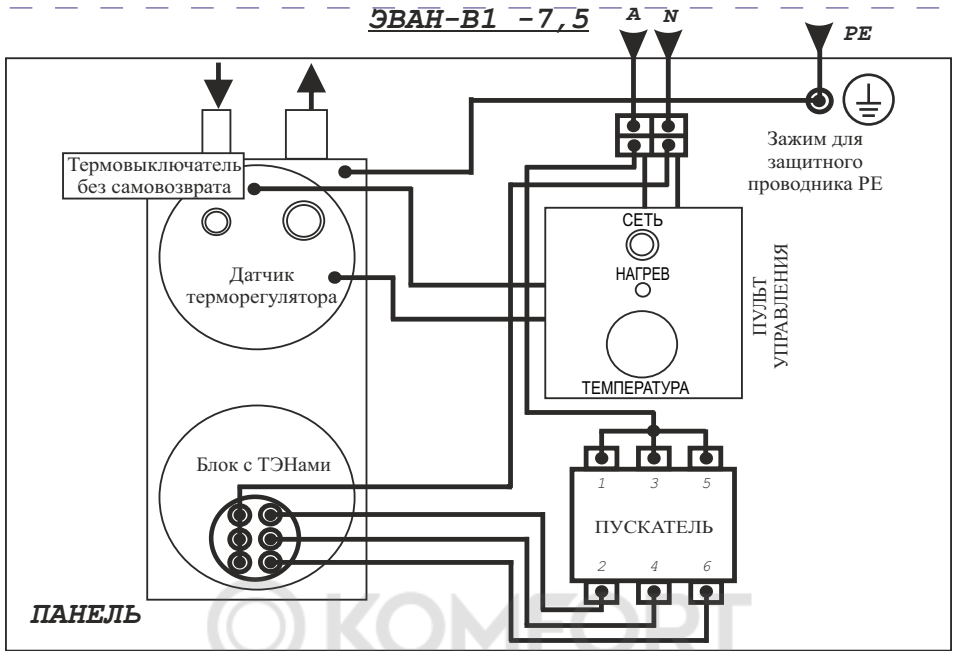 ЭВАН-В1 -7,5
A N
PE
Термовыключатель
без самовозврата
Зажим для
защитного
проводника РЕ
СЕТЬ
НАГРЕВ
ТЕМПЕРАТУРА
ПУЛЬТ
УПРАВЛЕНИЯ
Датчик
терморегулятора
Блок с ТЭНами
1 3 5
ПУСКАТЕЛЬ
2 4 6
ПАНЕЛЬ
KOMFORT